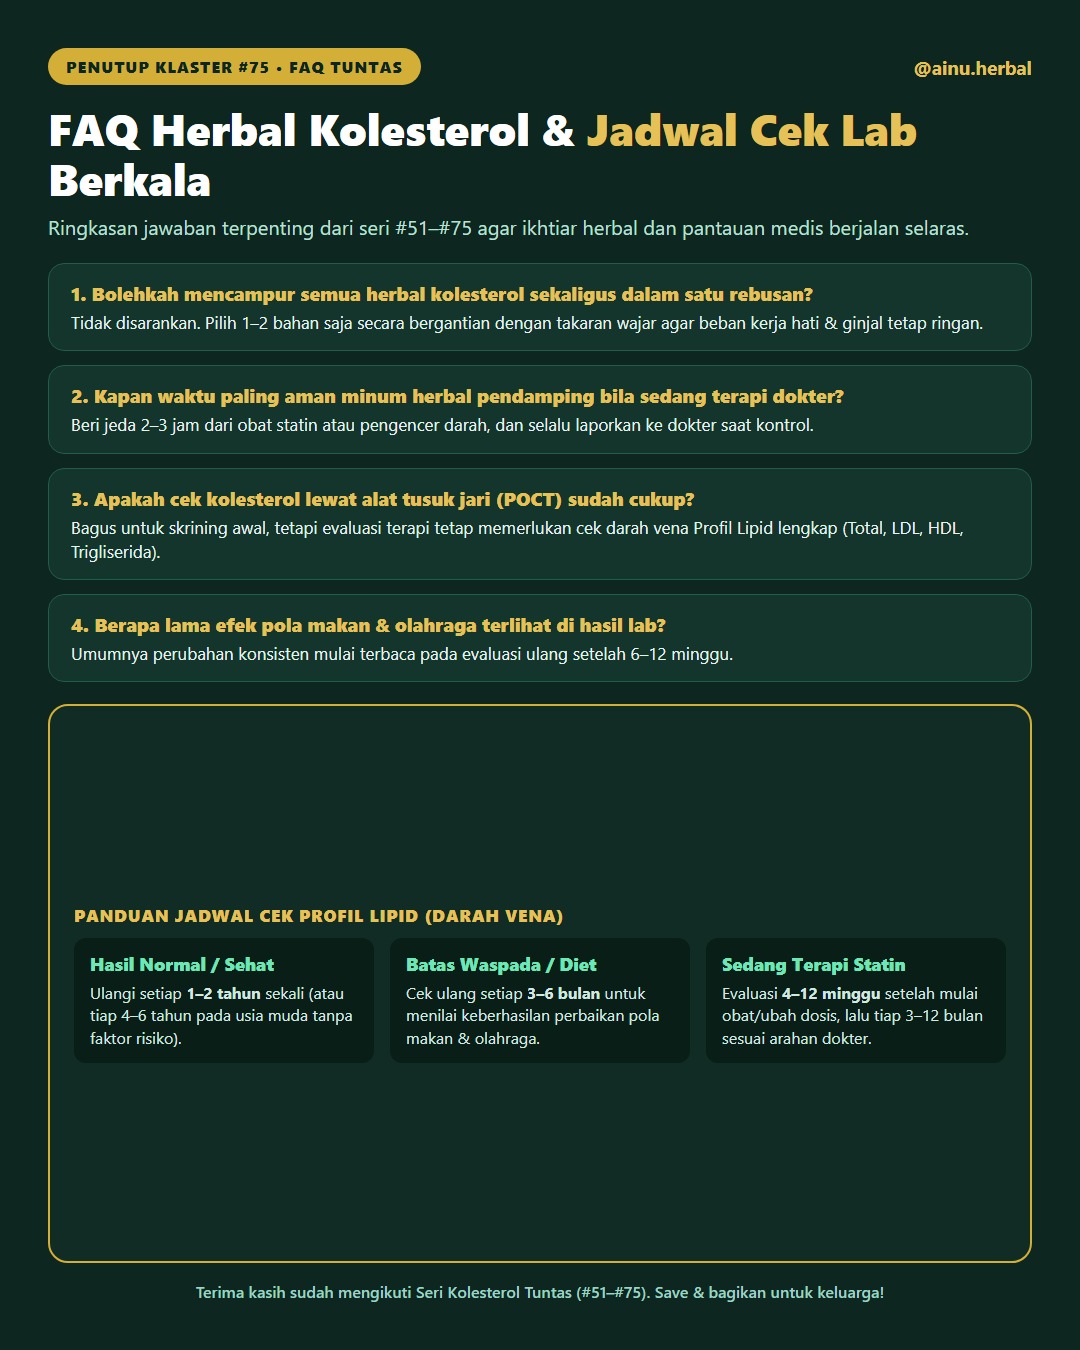 PENUTUP KLASTER #75 • FAQ TUNTAS
@ainu.herbal
FAQ Herbal Kolesterol & Jadwal Cek Lab
Berkala
Ringkasan jawaban terpenting dari seri #51–#75 agar ikhtiar herbal dan pantauan medis berjalan selaras.
1. Bolehkah mencampur semua herbal kolesterol sekaligus dalam satu rebusan?
Tidak disarankan. Pilih 1–2 bahan saja secara bergantian dengan takaran wajar agar beban kerja hati & ginjal tetap ringan.
2. Kapan waktu paling aman minum herbal pendamping bila sedang terapi dokter?
Beri jeda 2–3 jam dari obat statin atau pengencer darah, dan selalu laporkan ke dokter saat kontrol.
3. Apakah cek kolesterol lewat alat tusuk jari (POCT) sudah cukup?
Bagus untuk skrining awal, tetapi evaluasi terapi tetap memerlukan cek darah vena Profil Lipid lengkap (Total, LDL, HDL,
Trigliserida).
4. Berapa lama efek pola makan & olahraga terlihat di hasil lab?
Umumnya perubahan konsisten mulai terbaca pada evaluasi ulang setelah 6–12 minggu.
PANDUAN JADWAL CEK PROFIL LIPID (DARAH VENA)
Hasil Normal / Sehat
Ulangi setiap 1–2 tahun sekali (atau
tiap 4–6 tahun pada usia muda tanpa
faktor risiko).
Batas Waspada / Diet
Cek ulang setiap 3–6 bulan untuk
menilai keberhasilan perbaikan pola
makan & olahraga.
Sedang Terapi Statin
Evaluasi 4–12 minggu setelah mulai
obat/ubah dosis, lalu tiap 3–12 bulan
sesuai arahan dokter.
Terima kasih sudah mengikuti Seri Kolesterol Tuntas (#51–#75). Save & bagikan untuk keluarga!